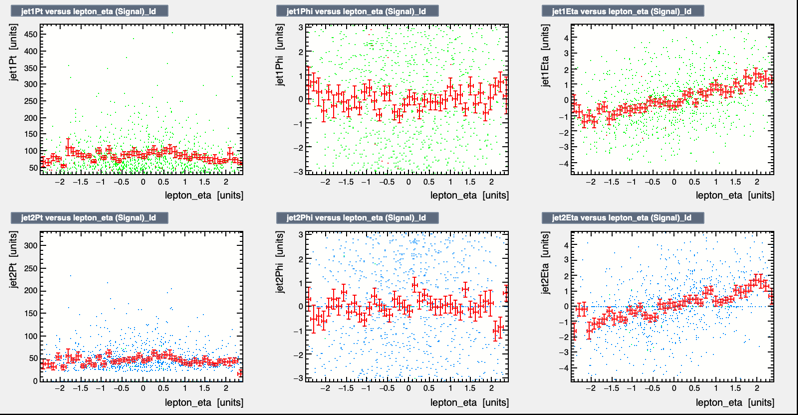 jet1Pt versus lepton_eta (Signal)_Id
jet1Pt [units]
450
400
350
300
250
200
150
100
50
−2 −1.5 −1 −0.5 0 0.5 1 1.5 2
lepton_eta [units]
jet1Phi versus lepton_eta (Signal)_Id
jet1Phi [units]
3
2
1
0
−1
−2
−3
−2 −1.5 −1 −0.5 0 0.5 1 1.5 2
lepton_eta [units]
jet1Eta versus lepton_eta (Signal)_Id
jet1Eta [units]
4
3
2
1
0
−1
−2
−3
−4
−2 −1.5 −1 −0.5 0 0.5 1 1.5 2
lepton_eta [units]
jet2Pt versus lepton_eta (Signal)_Id
jet2Pt [units]
300
250
200
150
100
50
0
−2 −1.5 −1 −0.5 0 0.5 1 1.5 2
lepton_eta [units]
jet2Phi versus lepton_eta (Signal)_Id
jet2Phi [units]
3
2
1
0
−1
−2
−3
−2 −1.5 −1 −0.5 0 0.5 1 1.5 2
lepton_eta [units]
jet2Eta versus lepton_eta (Signal)_Id
jet2Eta [units]
4
3
2
1
0
−1
−2
−3
−4
−2 −1.5 −1 −0.5 0 0.5 1 1.5 2
lepton_eta [units]